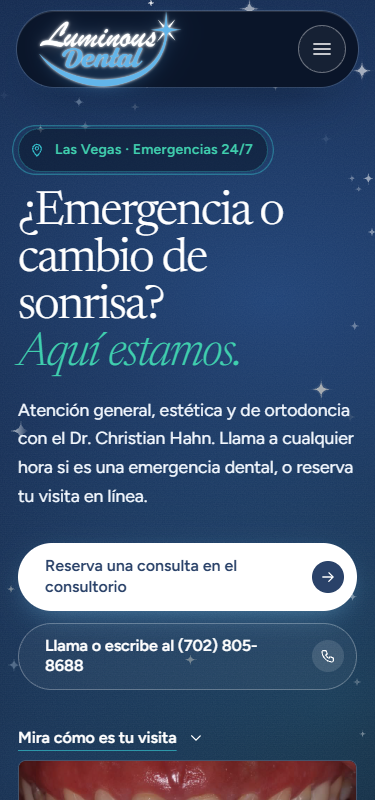 Luminous
Dental
Las Vegas · Emergencias 24/7
¿Emergencia o
cambio de
sonrisa?
Aquí estamos.
Atención general, estética y de ortodoncia
con el Dr. Christian Hahn. Llama a cualquier
hora si es una emergencia dental, o reserva
tu visita en línea.
Reserva una consulta en el
consultorio
Llama o escribe al (702) 805-
8688
Mira cómo es tu visita